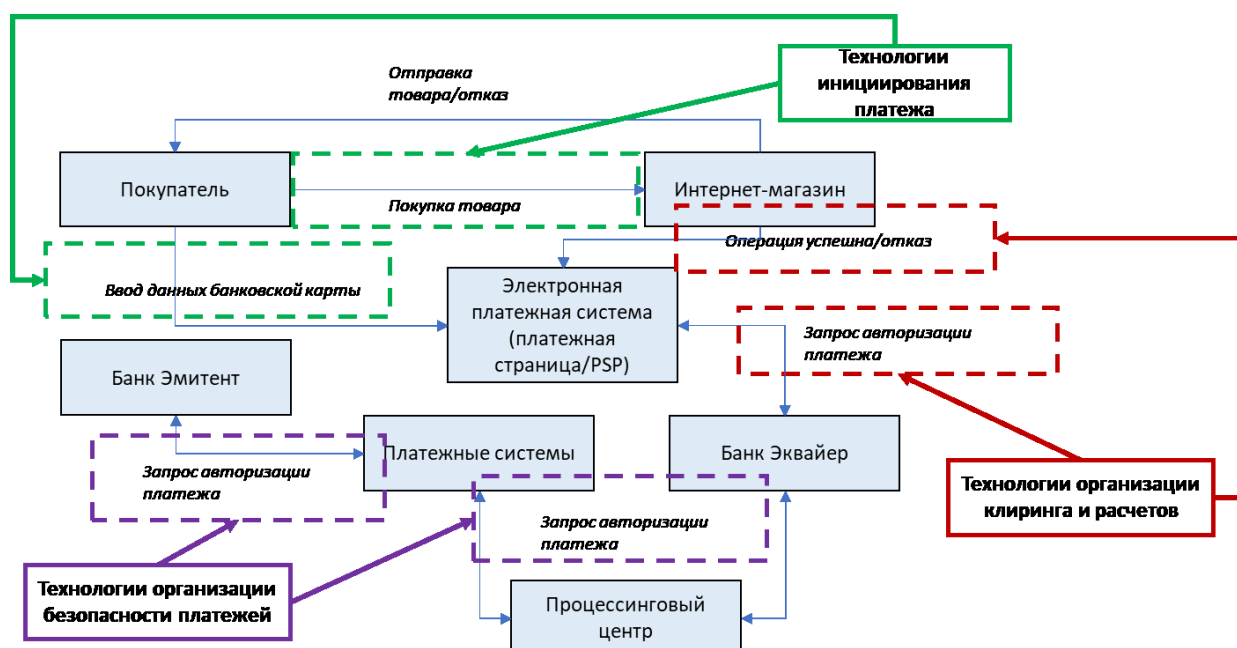 Технологии
инициирования
платежа
Отправка
товара/отказ
Покупатель
Интернет-магазин
Покупка товара
Операция успешна/отказ
Ввод данных банковской карты
Электронная
платежная система
(платежная
страница/PSP)
Запрос авторизации
платежа
Банк Эмитент
Платежные системы
Банк Эквайер
Запрос авторизации
платежа
Запрос авторизации
платежа
Технологии организации
клиринга и расчетов
Технологии организации
безопасности платежей
Процессинговый
центр